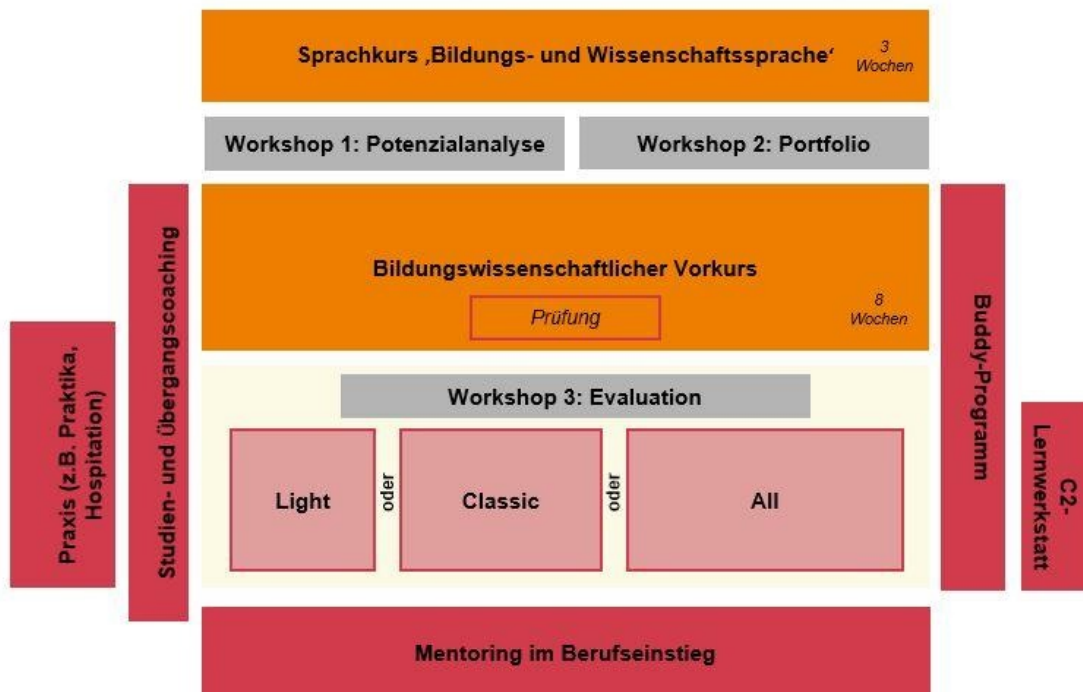 Sprachkurs ‚Bildungs- und Wissenschaftssprache‘
3
Wochen
Workshop 1: Potenzialanalyse
Workshop 2: Portfolio
Praxis (z.B. Praktika,
Hospitation)
Studien- und Übergangscoaching
Bildungswissenschaftlicher Vorkurs
Prüfung
8
Wochen
Buddy-Programm
C2-
Lernwerkstatt
Workshop 3: Evaluation
Light
oder
Classic
oder
All
Mentoring im Berufseinstieg